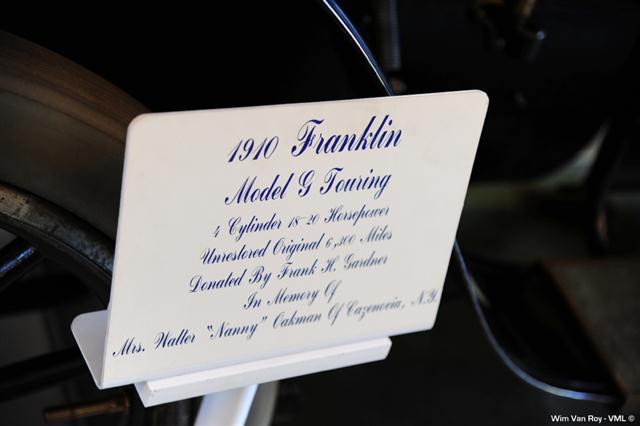 1910 Franklin
Model G Touring
4 Cylinder 18-20 Horsepower
Unrestored Original 6,300 Miles
Donated By Frank H. Gardner
In Memory Of
Mrs. Walter "Nanny" Oakman Of Cazenovia, N.Y.
Wim Van Roy - VML ©